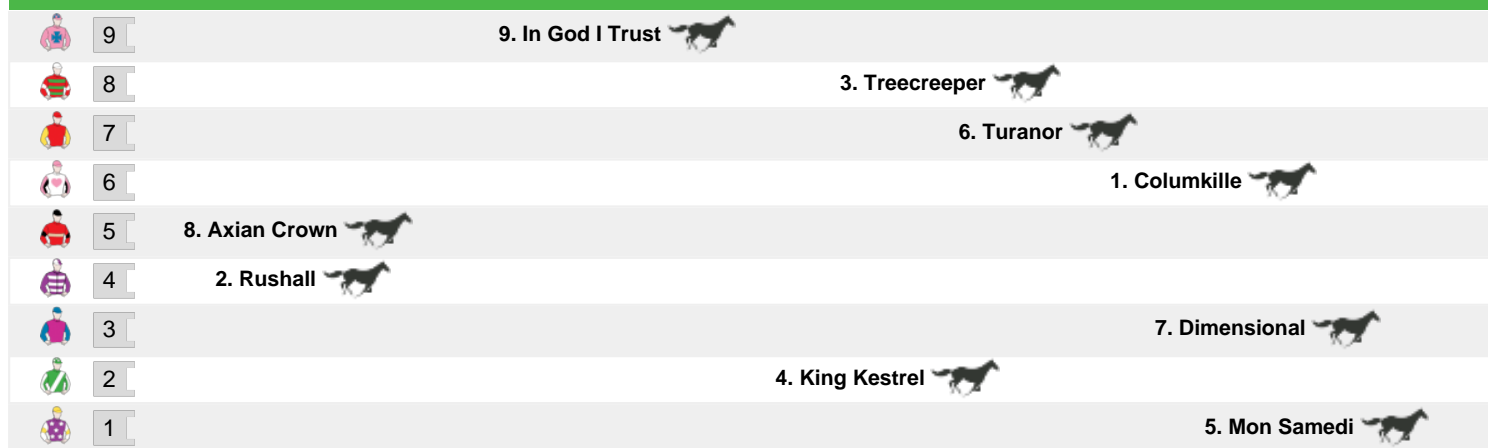 9 9. In God I Trust
8 3. Treecreeper
7 6. Turanor
6 1. Columkille
5 8. Axian Crown
4 2. Rushall
3 7. Dimensional
2 4. King Kestrel
1 5. Mon Samedi